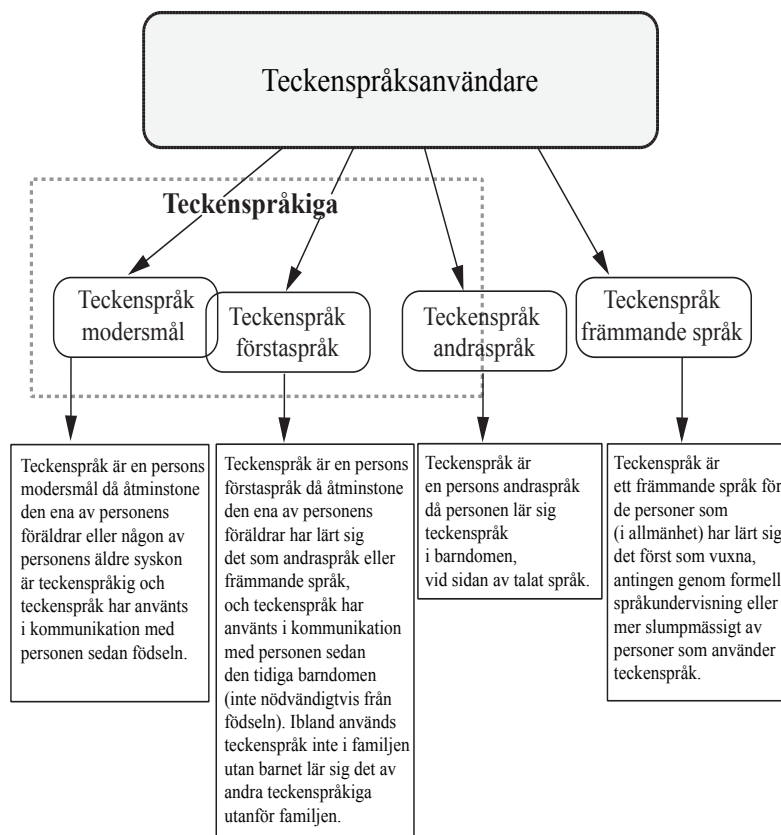 Teckenspråksanvändare
Teckenspråkiga
Teckenspråk
modersmål
Teckenspråk
förstaspråk
Teckenspråk
andraspråk
Teckenspråk
främmande språk
Teckenspråk är en persons
modersmål då åtminstone
den ena av personens
föräldrar eller någon av
personens äldre syskon
är teckenspråkig och
teckenspråk har använts
i kommunikation med
personen sedan födseln.
Teckenspråk är en persons
förstaspråk då åtminstone
den ena av personens
föräldrar har lärt sig
det som andraspråk eller
främmande språk,
och teckenspråk har
använts i kommunikation
med personen sedan
den tidiga barndomen
(inte nödvändigtvis från
födseln). Ibland används
teckenspråk inte i familjen
utan barnet lär sig det av
andra teckenspråkiga
utanför familjen.
Teckenspråk är
en persons andraspråk
då personen lär sig
teckenspråk
i barndomen,
vid sidan av talat språk.
Teckenspråk är
ett främmande språk för
de personer som
(i allmänhet) har lärt sig
det först som vuxna,
antingen genom formell
språkundervisning eller
mer slumpmässigt av
personer som använder
teckenspråk.